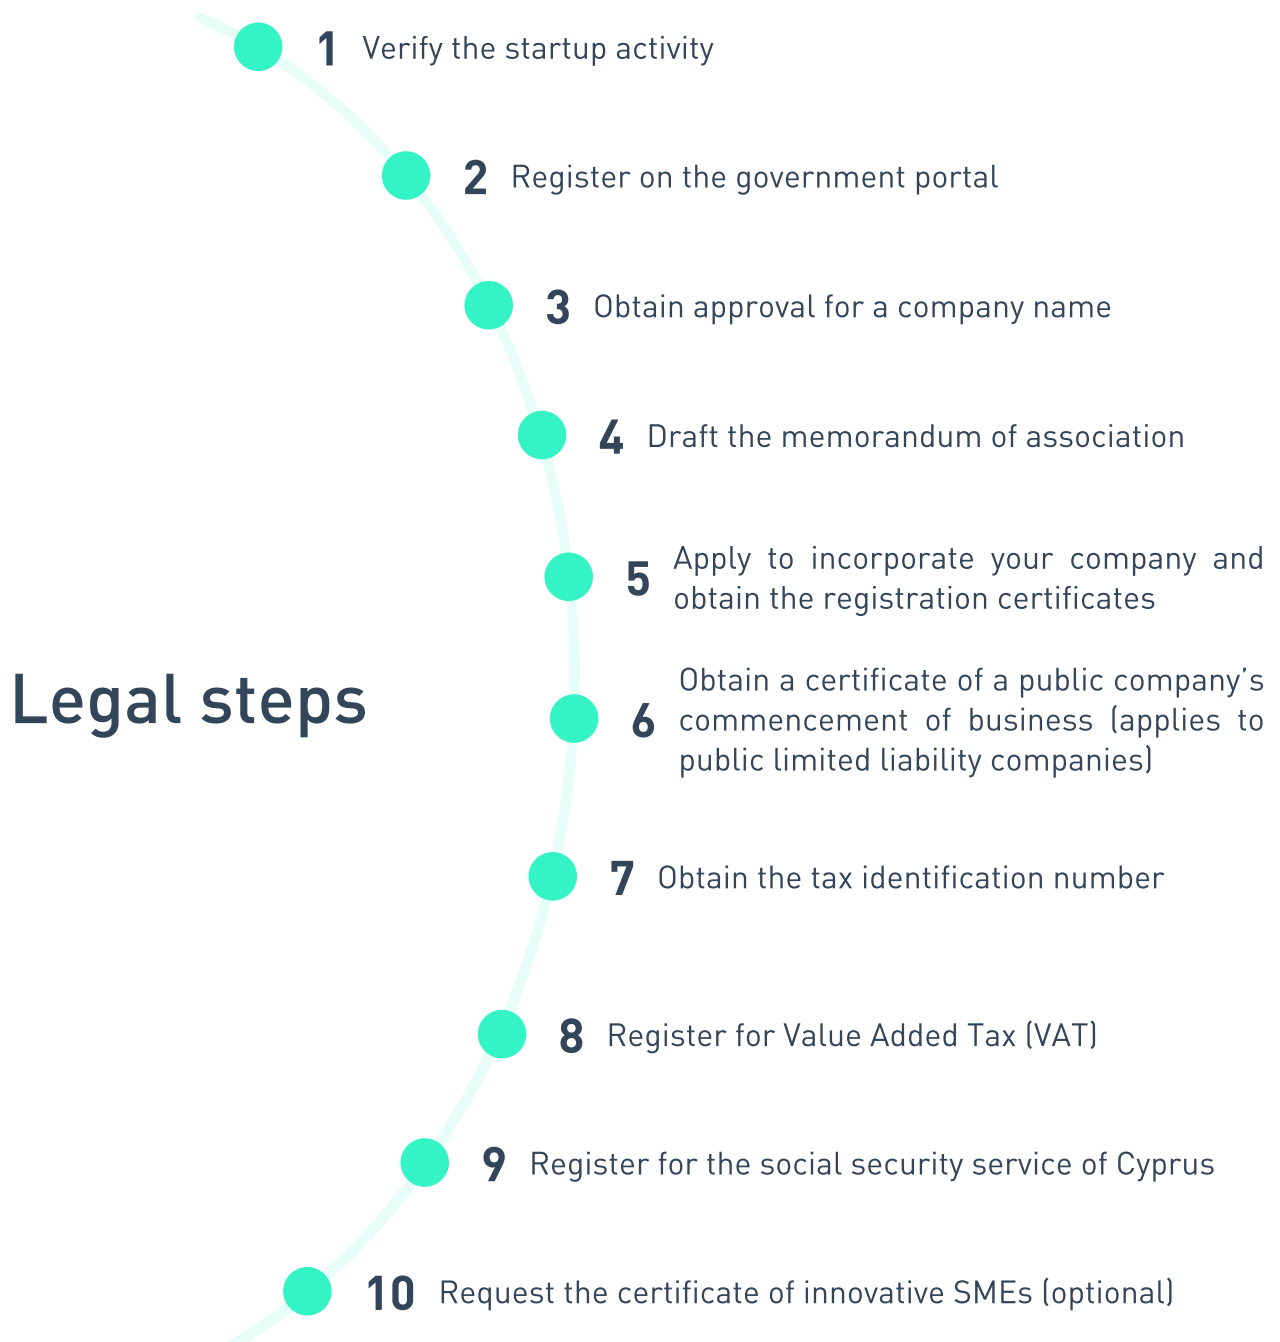 1 Verify the startup activity
2 Register on the government portal
3 Obtain approval for a company name
4 Draft the memorandum of association
5 Apply to incorporate your company and
obtain the registration certificates
Legal steps
6 Obtain a certificate of a public company’s
commencement of business (applies to
public limited liability companies)
7 Obtain the tax identification number
8 Register for Value Added Tax (VAT)
9 Register for the social security service of Cyprus
10 Request the certificate of innovative SMEs (optional)